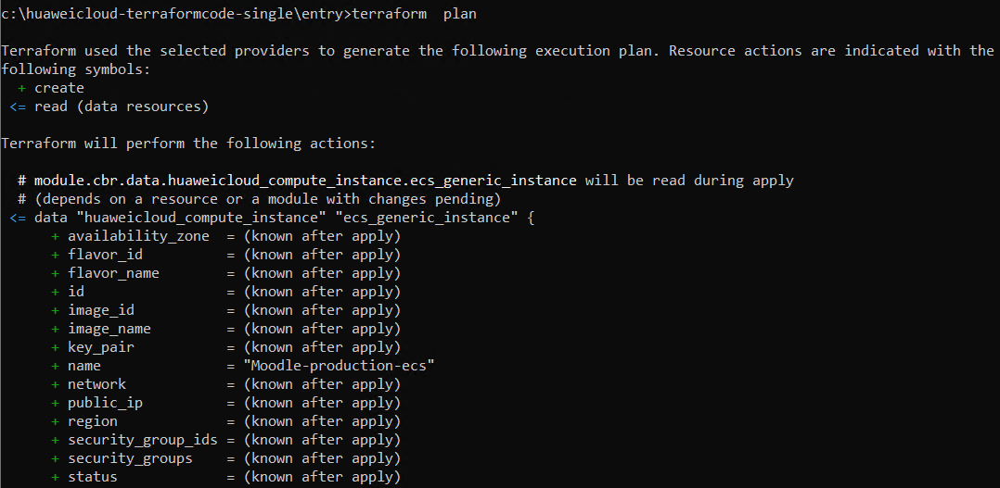 c:\huaweicloud-terraformcode-single\entry>terraform  plan
Terraform used the selected providers to generate the following execution plan. Resource actions are indicated with the
following symbols:
  + create
 <= read (data resources)
Terraform will perform the following actions:
  # module.cbr.data.huaweicloud_compute_instance.ecs_generic_instance will be read during apply
  # (depends on a resource or a module with changes pending)
 <= data "huaweicloud_compute_instance" "ecs_generic_instance" {
      + availability_zone  = (known after apply)
      + flavor_id          = (known after apply)
      + flavor_name        = (known after apply)
      + id                 = (known after apply)
      + image_id           = (known after apply)
      + image_name         = (known after apply)
      + key_pair           = (known after apply)
      + name               = "Moodle-production-ecs"
      + network            = (known after apply)
      + public_ip          = (known after apply)
      + region             = (known after apply)
      + security_group_ids = (known after apply)
      + security_groups    = (known after apply)
      + status             = (known after apply)